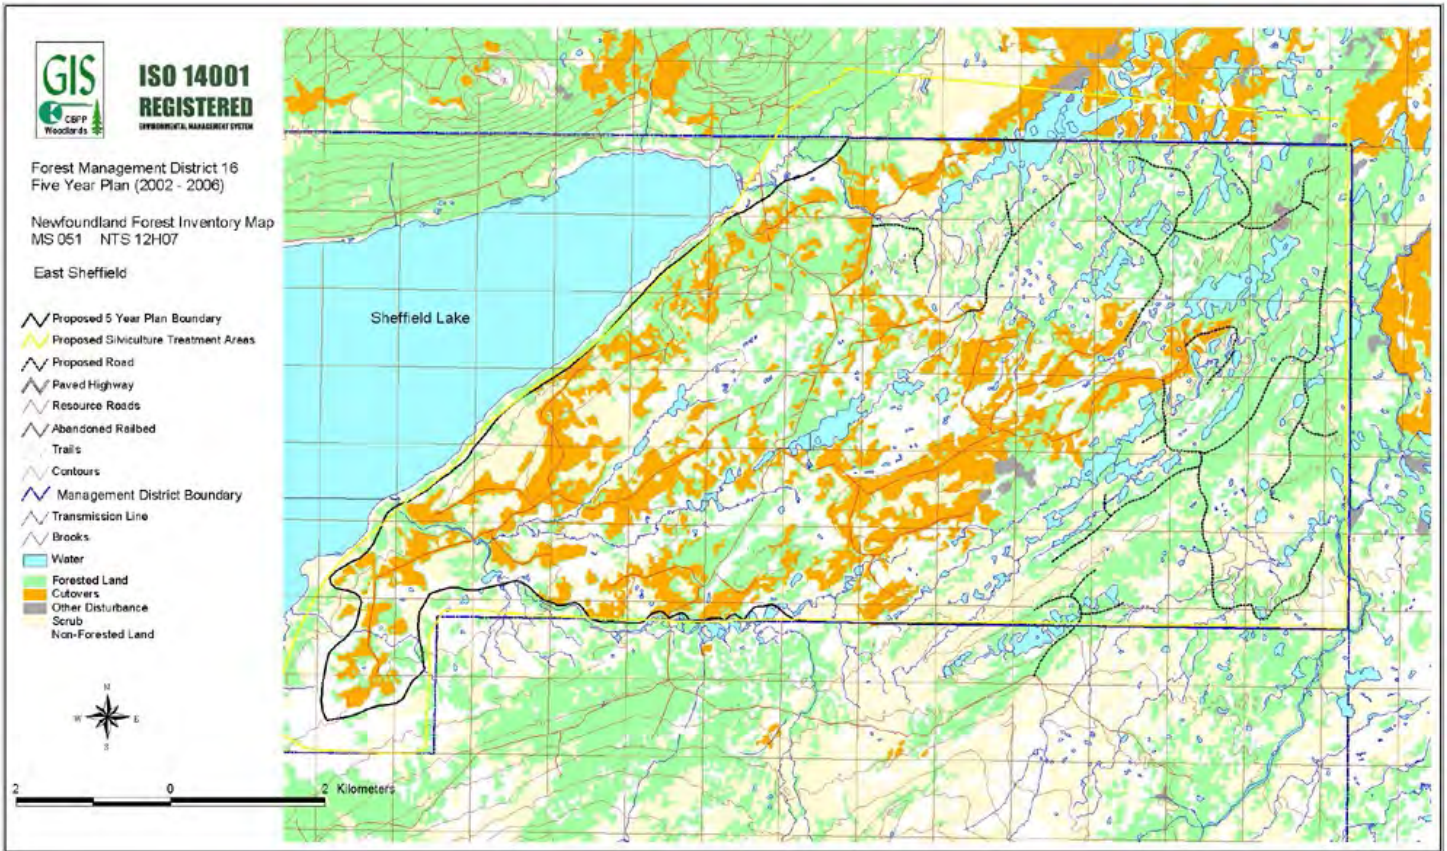 GIS
CBPP
Woodlands
ISO 14001
REGISTERED
ENVIRONMENTAL MANAGEMENT SYSTEM
Forest Management District 16
Five Year Plan (2002 - 2006)
Newfoundland Forest Inventory Map
MS 051 NTS 12H07
East Sheffield
Proposed 5 Year Plan Boundary
Proposed Silviculture Treatment Areas
Proposed Road
Paved Highway
Resource Roads
Abandoned Railbed
Trails
Contours
Management District Boundary
Transmission Line
Brooks
Water
Forested Land
Cutovers
Other Disturbance
Scrub
Non-Forested Land
N
W E
S
2 0 2 Kilometers
Sheffield Lake